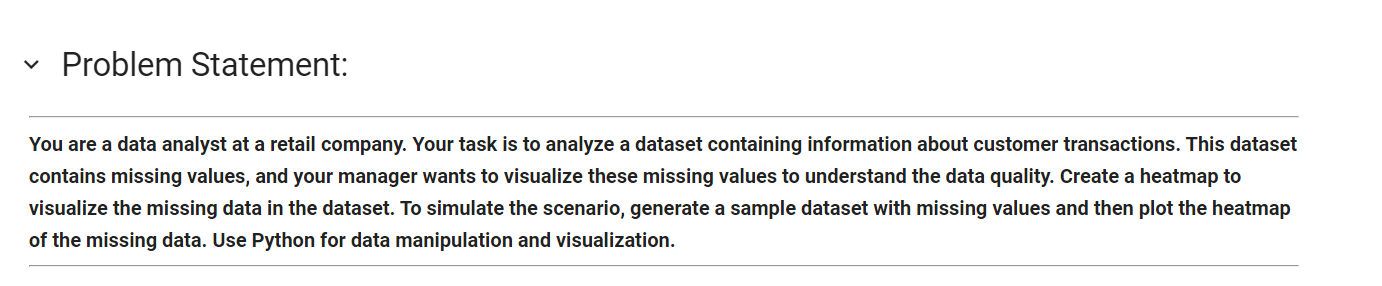 Problem Statement:
You are a data analyst at a retail company. Your task is to analyze a dataset containing information about customer transactions. This dataset
contains missing values, and your manager wants to visualize these missing values to understand the data quality. Create a heatmap to
visualize the missing data in the dataset. To simulate the scenario, generate a sample dataset with missing values and then plot the heatmap
of the missing data. Use Python for data manipulation and visualization.